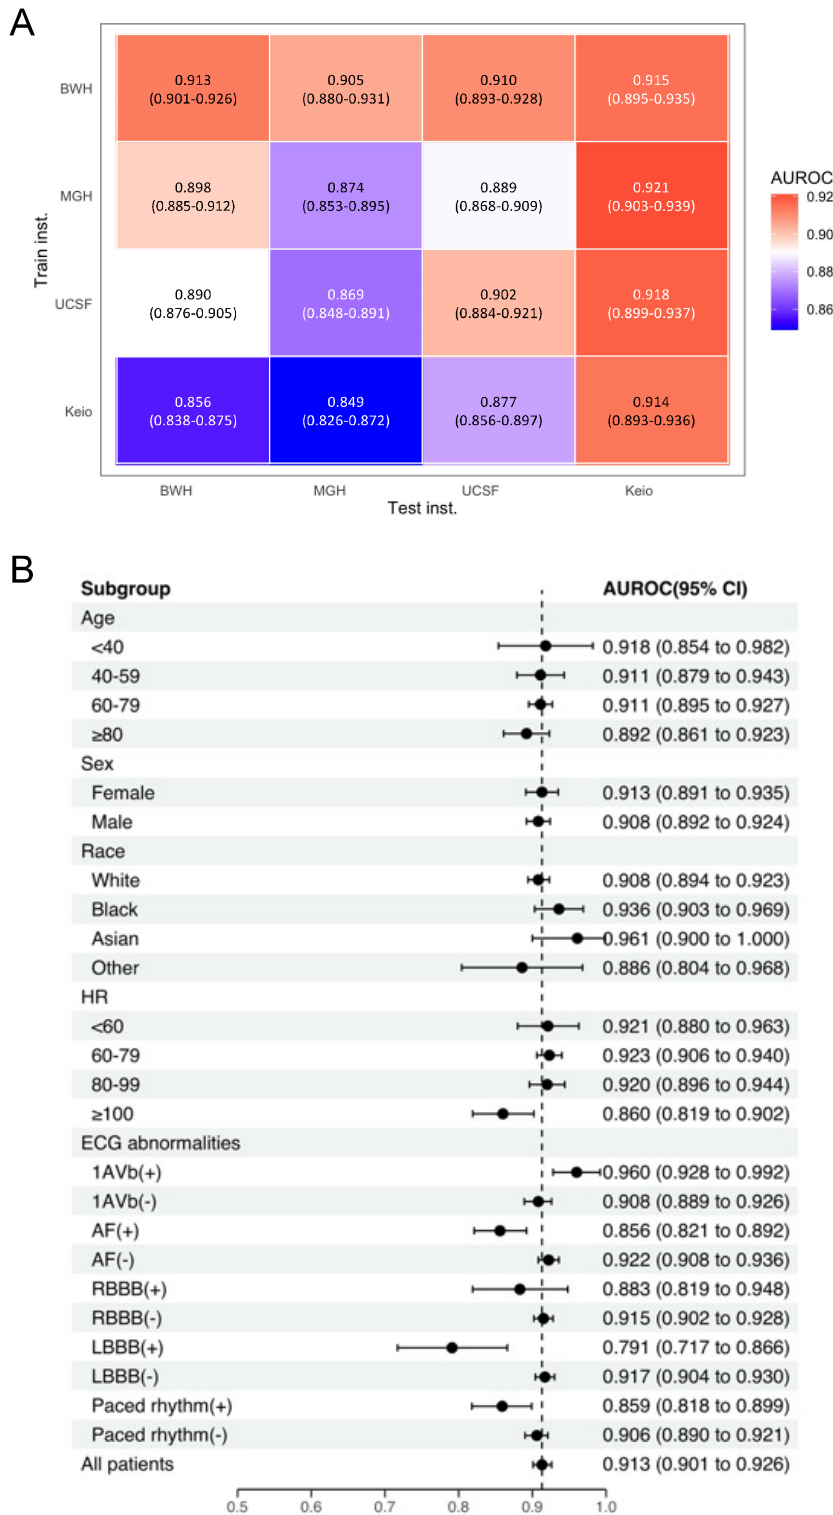 A
BWH
0.913
(0.901-0.926)
0.905
(0.880-0.931)
0.910
(0.893-0.928)
0.915
(0.895-0.935)
MGH
0.898
(0.885-0.912)
0.874
(0.853-0.895)
0.889
(0.868-0.909)
0.921
(0.903-0.939)
UCSF
0.890
(0.876-0.905)
0.869
(0.848-0.891)
0.902
(0.884-0.921)
0.918
(0.899-0.937)
Keio
0.856
(0.838-0.875)
0.849
(0.826-0.872)
0.877
(0.856-0.897)
0.914
(0.893-0.936)
Train inst.
BWH MGH UCSF Keio
Test inst.
AUROC
0.92
0.90
0.88
0.86
B
Subgroup AUROC(95% CI)
Age
<40 0.918 (0.854 to 0.982)
40-59 0.911 (0.879 to 0.943)
60-79 0.911 (0.895 to 0.927)
≥80 0.892 (0.861 to 0.923)
Sex
Female 0.913 (0.891 to 0.935)
Male 0.908 (0.892 to 0.924)
Race
White 0.908 (0.894 to 0.923)
Black 0.936 (0.903 to 0.969)
Asian 0.961 (0.900 to 1.000)
Other 0.886 (0.804 to 0.968)
HR
<60 0.921 (0.880 to 0.963)
60-79 0.923 (0.906 to 0.940)
80-99 0.920 (0.896 to 0.944)
≥100 0.860 (0.819 to 0.902)
ECG abnormalities
1AVb(+) 0.960 (0.928 to 0.992)
1AVb(-) 0.908 (0.889 to 0.926)
AF(+) 0.856 (0.821 to 0.892)
AF(-) 0.922 (0.908 to 0.936)
RBBB(+) 0.883 (0.819 to 0.948)
RBBB(-) 0.915 (0.902 to 0.928)
LBBB(+) 0.791 (0.717 to 0.866)
LBBB(-) 0.917 (0.904 to 0.930)
Paced rhythm(+) 0.859 (0.818 to 0.899)
Paced rhythm(-) 0.906 (0.890 to 0.921)
All patients 0.913 (0.901 to 0.926)
0.5 0.6 0.7 0.8 0.9 1.0